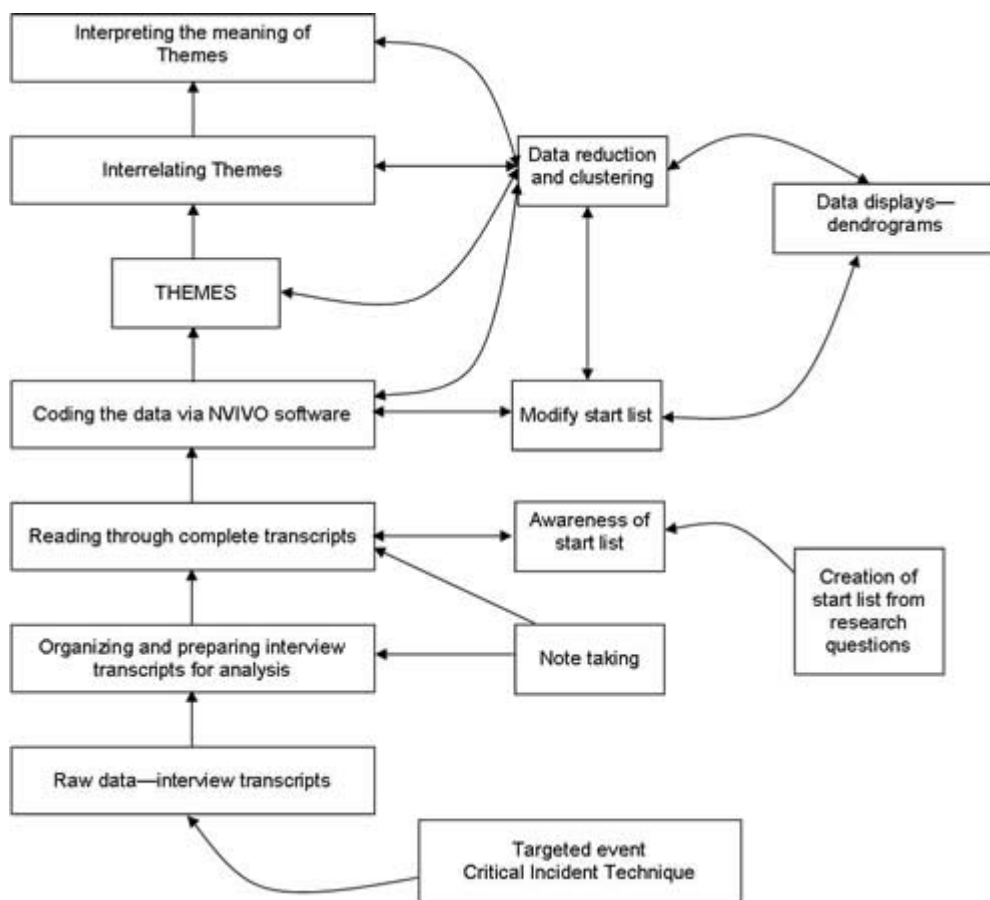 Interpreting the meaning of
Themes
Interrelating Themes
Data reduction
and clustering
Data displays—
dendrograms
THEMES
Coding the data via NVIVO software
Modify start list
Reading through complete transcripts
Awareness of
start list
Creation of
start list from
research
questions
Organizing and preparing interview
transcripts for analysis
Note taking
Raw data—interview transcripts
Targeted event
Critical Incident Technique